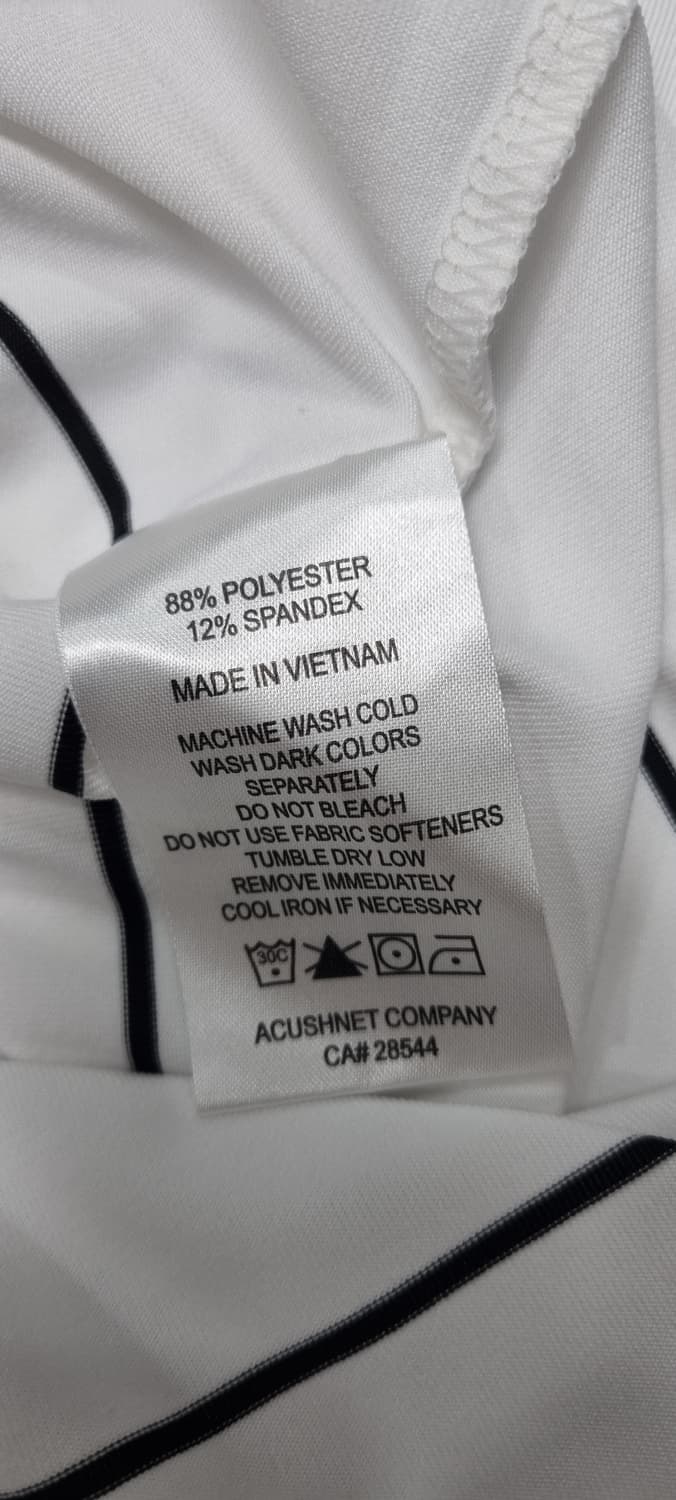 88% POLYESTER
12% SPANDEX
MADE IN VIETNAM
MACHINE WASH COLD
WASH DARK COLORS
SEPARATELY
DO NOT BLEACH
DO NOT USE FABRIC SOFTENERS
TUMBLE DRY LOW
REMOVE IMMEDIATELY
COOL IRON IF NECESSARY
30C
ACUSHNET COMPANY
CA# 28544